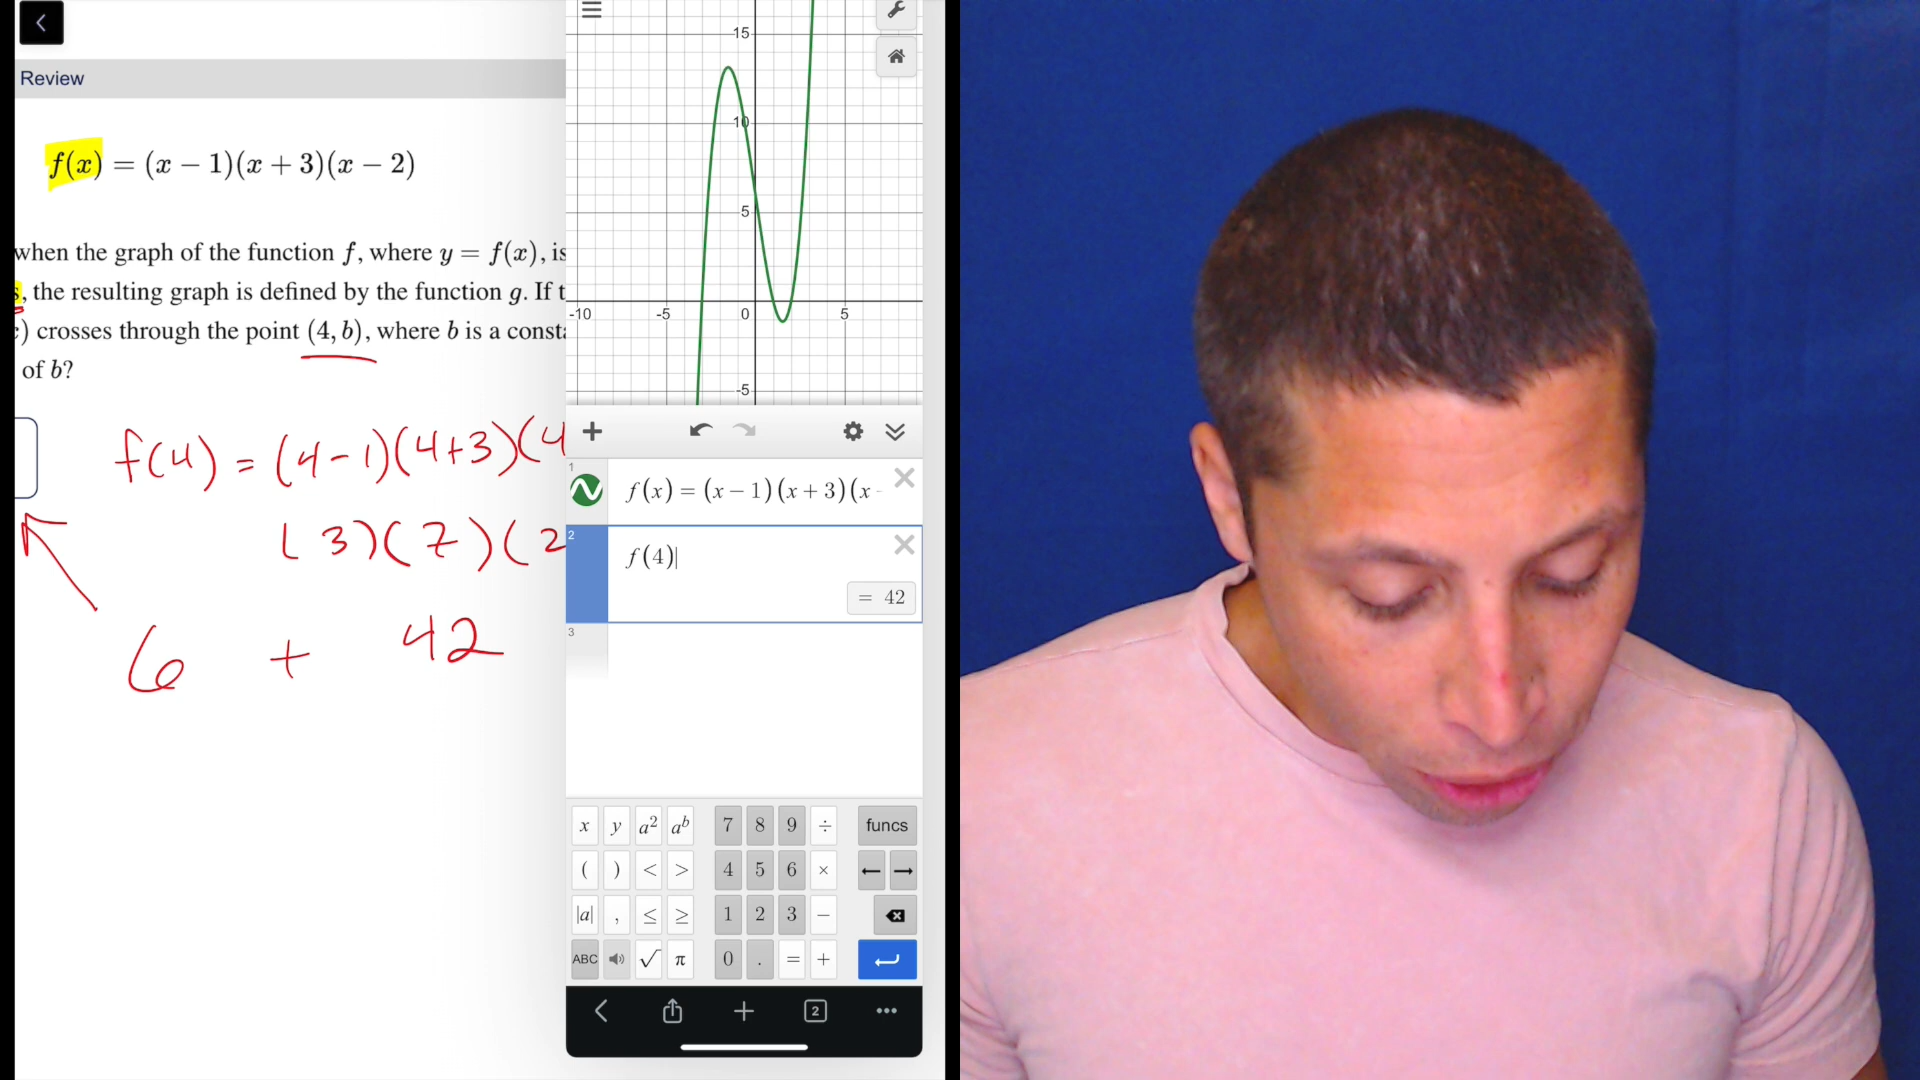 Review
f(x) = (x − 1)(x + 3)(x − 2)
when the graph of the function f, where y = f(x), is
s, the resulting graph is defined by the function g. If t
) crosses through the point (4, b), where b is a consta
of b?
f(4) = (4-1)(4+3)(4
(3)(7)(2
6 + 42
15
10
5
-10 -5 0 5
-5
1
f(x) = (x − 1)(x + 3)(x −
2
f(4)
= 42
3
x y a² aᵇ 7 8 9 ÷ funcs
( ) < > 4 5 6 × ← →
|a| , ≤ ≥ 1 2 3 −
ABC √ π 0 . = +
2